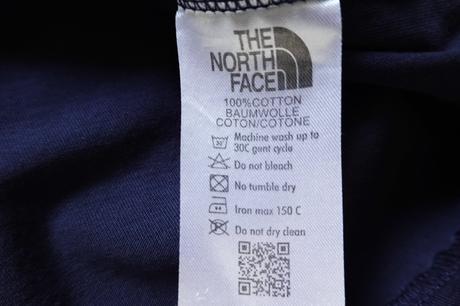 THE
NORTH
FACE
100%COTTON
BAUMWOLLE
COTON/COTONE
Machine wash up to
30C gent cycle
Do not bleach
No tumble dry
Iron max 150 C
Do not dry clean